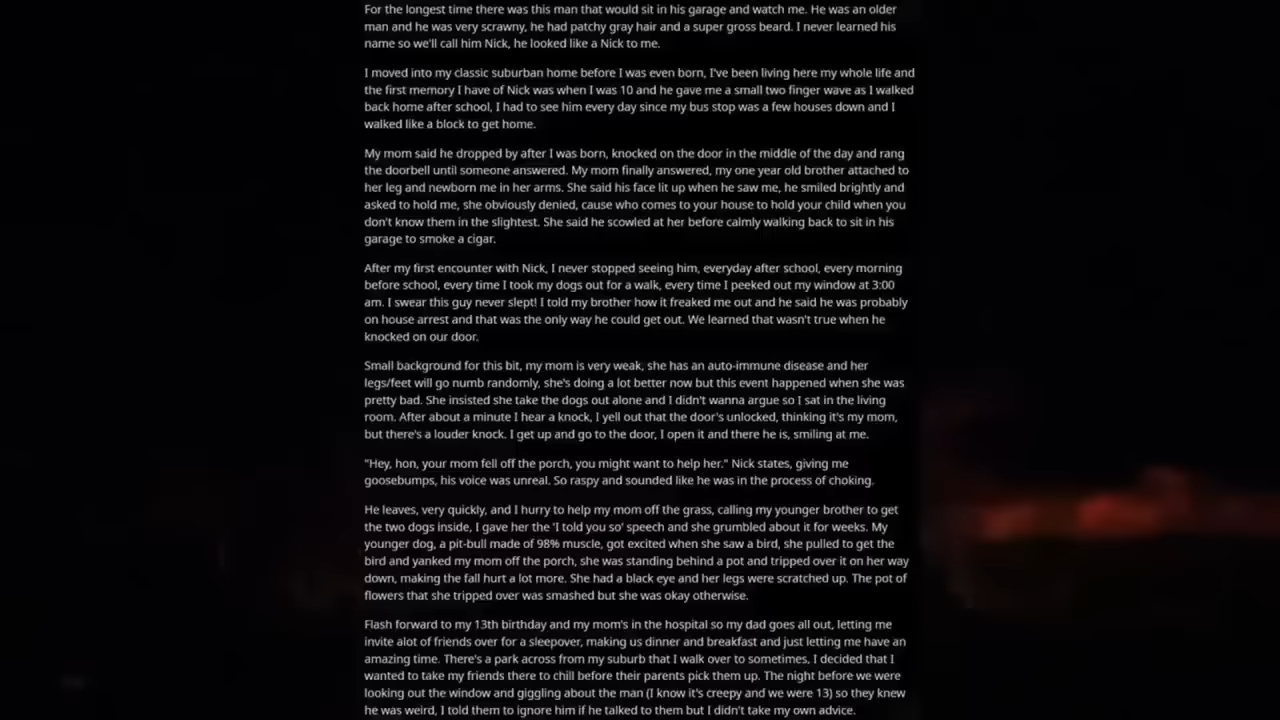 For the longest time there was this man that would sit in his garage and watch me. He was an older
man and he was very scrawny, he had patchy gray hair and a super gross beard. I never learned his
name so we'll call him Nick, he looked like a Nick to me.
I moved into my classic suburban home before I was even born, I've been living here my whole life and
the first memory I have of Nick was when I was 10 and he gave me a small two finger wave as I walked
back home after school, I had to see him every day since my bus stop was a few houses down and I
walked like a block to get home.
My mom said he dropped by after I was born, knocked on the door in the middle of the day and rang
the doorbell until someone answered. My mom finally answered, my one year old brother attached to
her leg and newborn me in her arms. She said his face lit up when he saw me, he smiled brightly and
asked to hold me, she obviously denied, cause who comes to your house to hold your child when you
don't know them in the slightest. She said he scowled at her before calmly walking back to sit in his
garage to smoke a cigar.
After my first encounter with Nick, I never stopped seeing him, everyday after school, every morning
before school, every time I took my dogs out for a walk, every time I peeked out my window at 3:00
am. I swear this guy never slept! I told my brother how it freaked me out and he said he was probably
on house arrest and that was the only way he could get out. We learned that wasn't true when he
knocked on our door.
Small background for this bit, my mom is very weak, she has an auto-immune disease and her
legs/feet will go numb randomly, she's doing a lot better now but this event happened when she was
pretty bad. She insisted she take the dogs out alone and I didn't wanna argue so I sat in the living
room. After about a minute I hear a knock, I yell out that the door's unlocked, thinking it's my mom,
but there's a louder knock. I get up and go to the door, I open it and there he is, smiling at me.
"Hey, hon, your mom fell off the porch, you might want to help her." Nick states, giving me
goosebumps, his voice was unreal. So raspy and sounded like he was in the process of choking.
He leaves, very quickly, and I hurry to help my mom off the grass, calling my younger brother to get
the two dogs inside, I gave her the 'I told you so' speech and she grumbled about it for weeks. My
younger dog, a pit-bull made of 98% muscle, got excited when she saw a bird, she pulled to get the
bird and yanked my mom off the porch, she was standing behind a pot and tripped over it on her way
down, making the fall hurt a lot more. She had a black eye and her legs were scratched up. The pot of
flowers that she tripped over was smashed but she was okay otherwise.
Flash forward to my 13th birthday and my mom's in the hospital so my dad goes all out, letting me
invite alot of friends over for a sleepover, making us dinner and breakfast and just letting me have an
amazing time. There's a park across from my suburb that I walk over to sometimes, I decided that I
wanted to take my friends there to chill before their parents pick them up. The night before we were
looking out the window and giggling about the man (I know it's creepy and we were 13) so they knew
he was weird, I told them to ignore him if he talked to them but I didn't take my own advice.